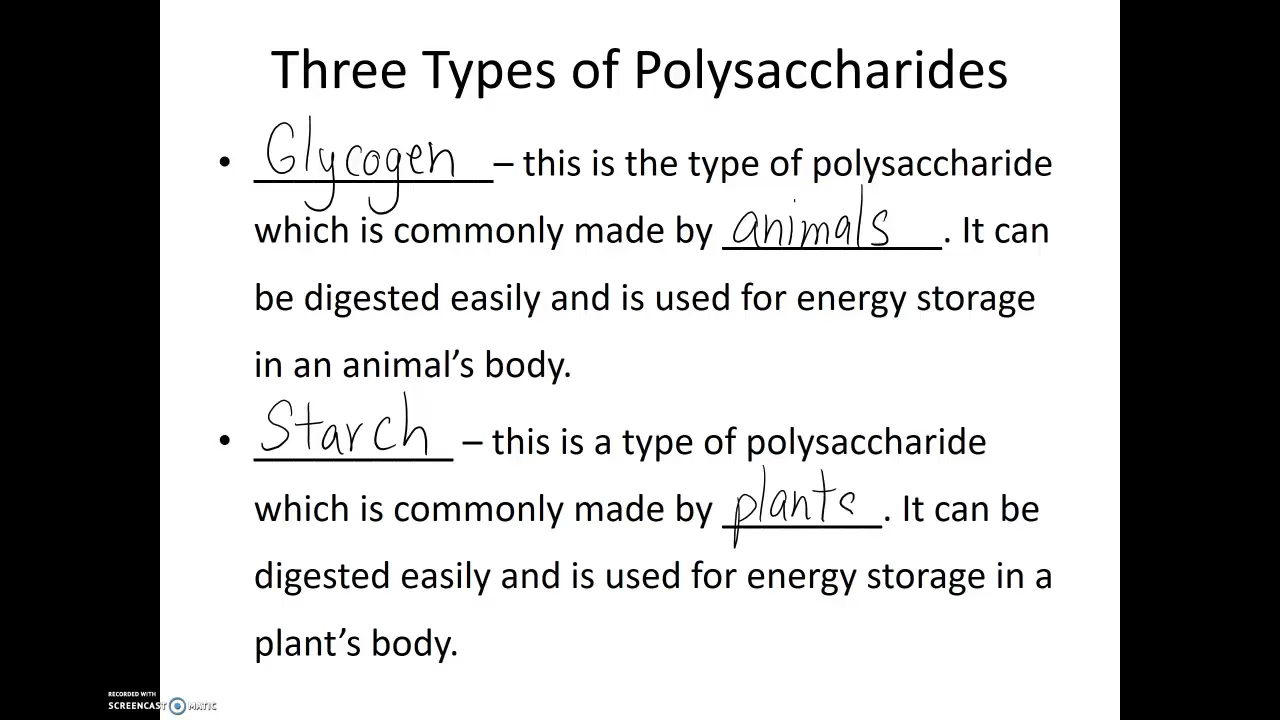 Three Types of Polysaccharides
• Glycogen – this is the type of polysaccharide
which is commonly made by animals. It can
be digested easily and is used for energy storage
in an animal’s body.
• Starch – this is a type of polysaccharide
which is commonly made by plants. It can be
digested easily and is used for energy storage in a
plant’s body.
RECORDED WITH
SCREENCAST MATIC